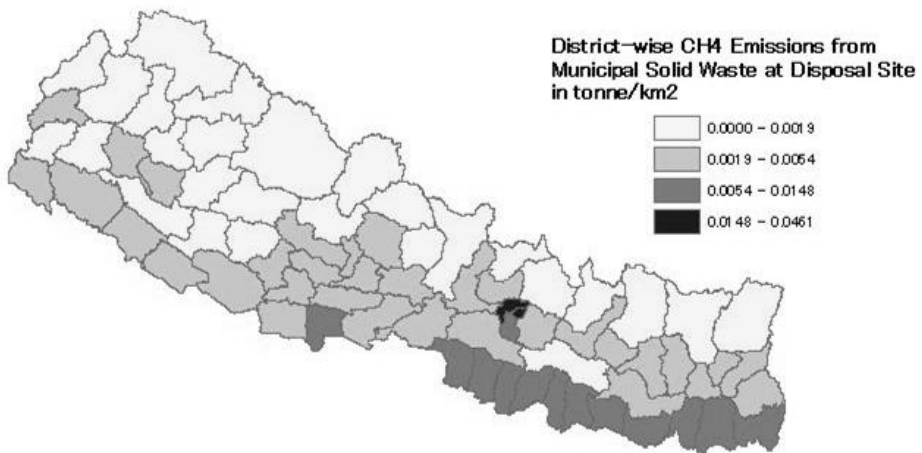 District-wise CH4 Emissions from
Municipal Solid Waste at Disposal Site
in tonne/km2
0.0000 - 0.0019
0.0019 - 0.0054
0.0054 - 0.0148
0.0148 - 0.0461